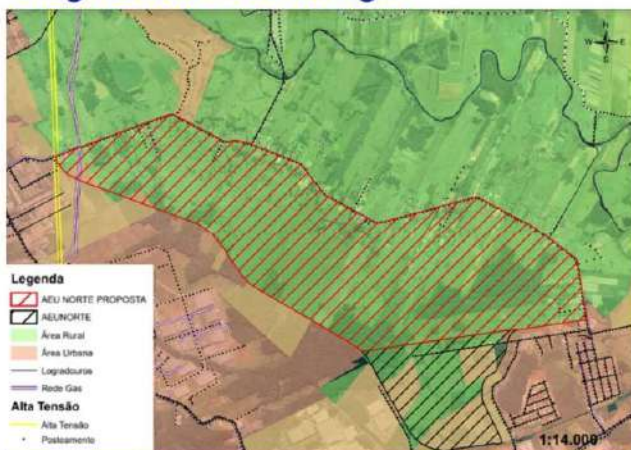 N
W E
S
Legenda
AEU NORTE PROPOSTA
AEUNORTE
Área Rural
Área Urbana
Logradouros
Rede Gas
Alta Tensão
Alta Tensão
Posteamento
1:14.000